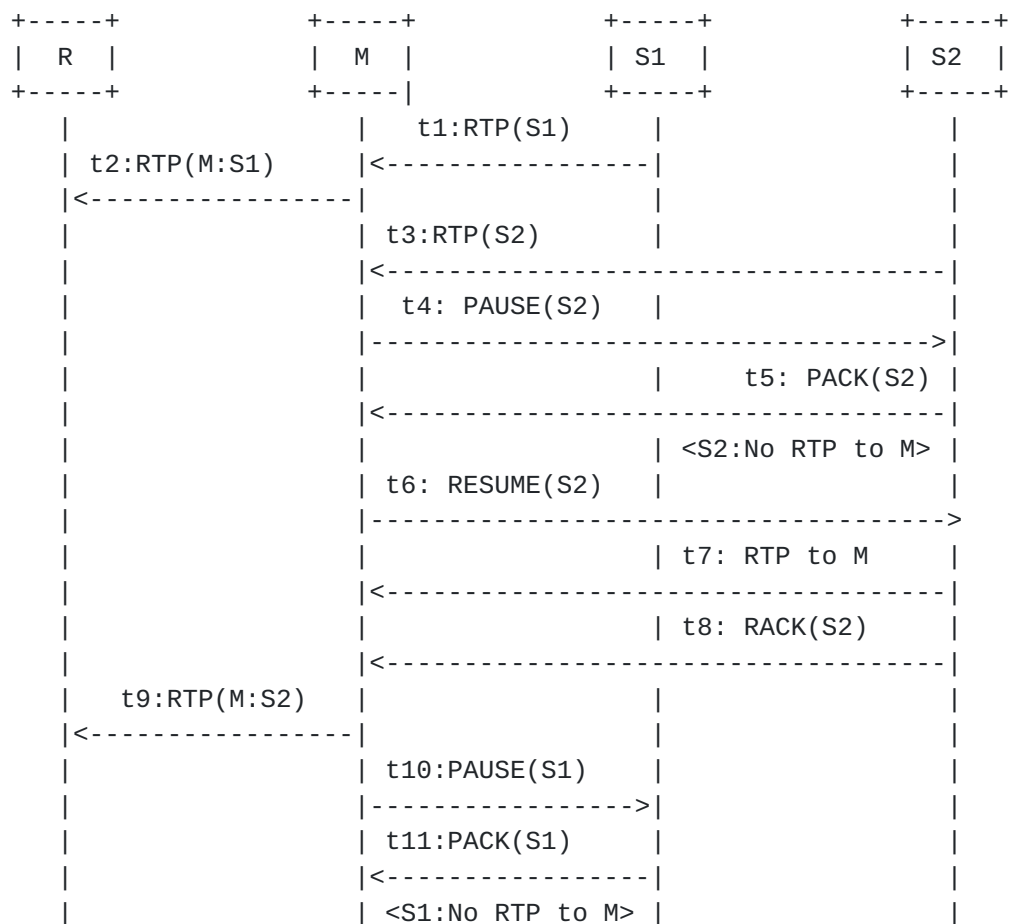 +-----+            +-----+            +-----+            +-----+
|  R  |            |  M  |            | S1  |            | S2  |
+-----+            +-----|            +-----+            +-----+
   |                  |   t1:RTP(S1)     |                  |
   | t2:RTP(M:S1)     |<-----------------|                  |
   |<-----------------|                  |                  |
   |                  | t3:RTP(S2)       |                  |
   |                  |<------------------------------------|
   |                  |  t4: PAUSE(S2)   |                  |
   |                  |------------------------------------>|
   |                  |                  |     t5: PACK(S2) |
   |                  |<------------------------------------|
   |                  |                  | <S2:No RTP to M> |
   |                  | t6: RESUME(S2)   |                  |
   |                  |------------------------------------->
   |                  |                  | t7: RTP to M     |
   |                  |<------------------------------------|
   |                  |                  | t8: RACK(S2)     |
   |                  |<------------------------------------|
   |   t9:RTP(M:S2)   |                  |                  |
   |<-----------------|                  |                  |
   |                  | t10:PAUSE(S1)    |                  |
   |                  |----------------->|                  |
   |                  | t11:PACK(S1)     |                  |
   |                  |<-----------------|                  |
   |                  | <S1:No RTP to M> |                  |